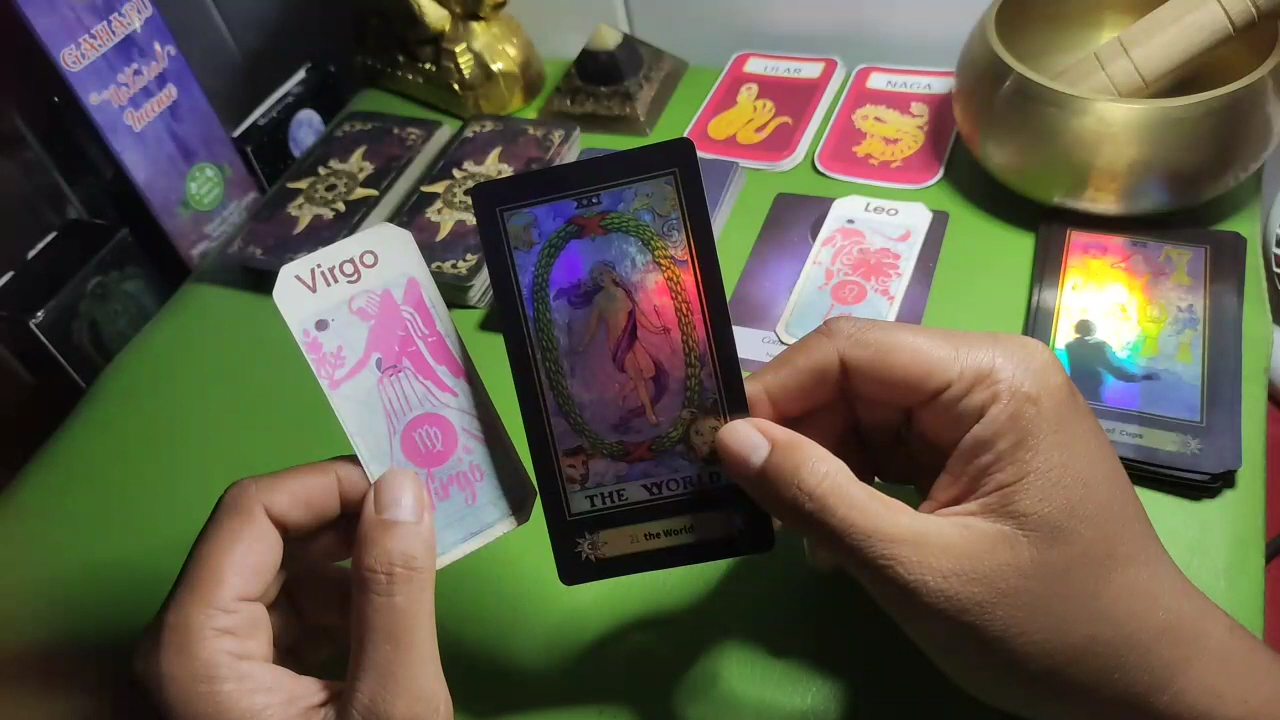 GAHARU
Natural
Incense
ULAR
NAGA
Leo
Virgo
Virgo
XXI
THE WORLD
21 the World
of Cups